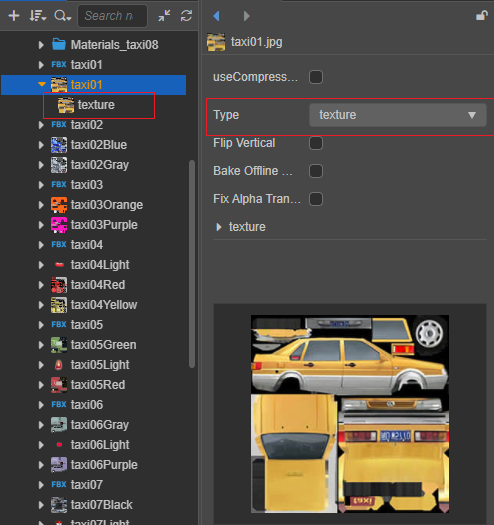 Search n
Materials_taxi08
FBX taxi01
taxi01
texture
FBX taxi02
taxi02Blue
taxi02Gray
FBX taxi03
taxi03Orange
taxi03Purple
FBX taxi04
taxi04Light
taxi04Red
taxi04Yellow
FBX taxi05
taxi05Green
taxi05Light
taxi05Red
FBX taxi06
taxi06Gray
taxi06Light
taxi06Purple
FBX taxi07
taxi07Black
taxi07Light
taxi01.jpg
useCompress...
Type texture
Flip Vertical
Bake Offline ...
Fix Alpha Tran...
texture